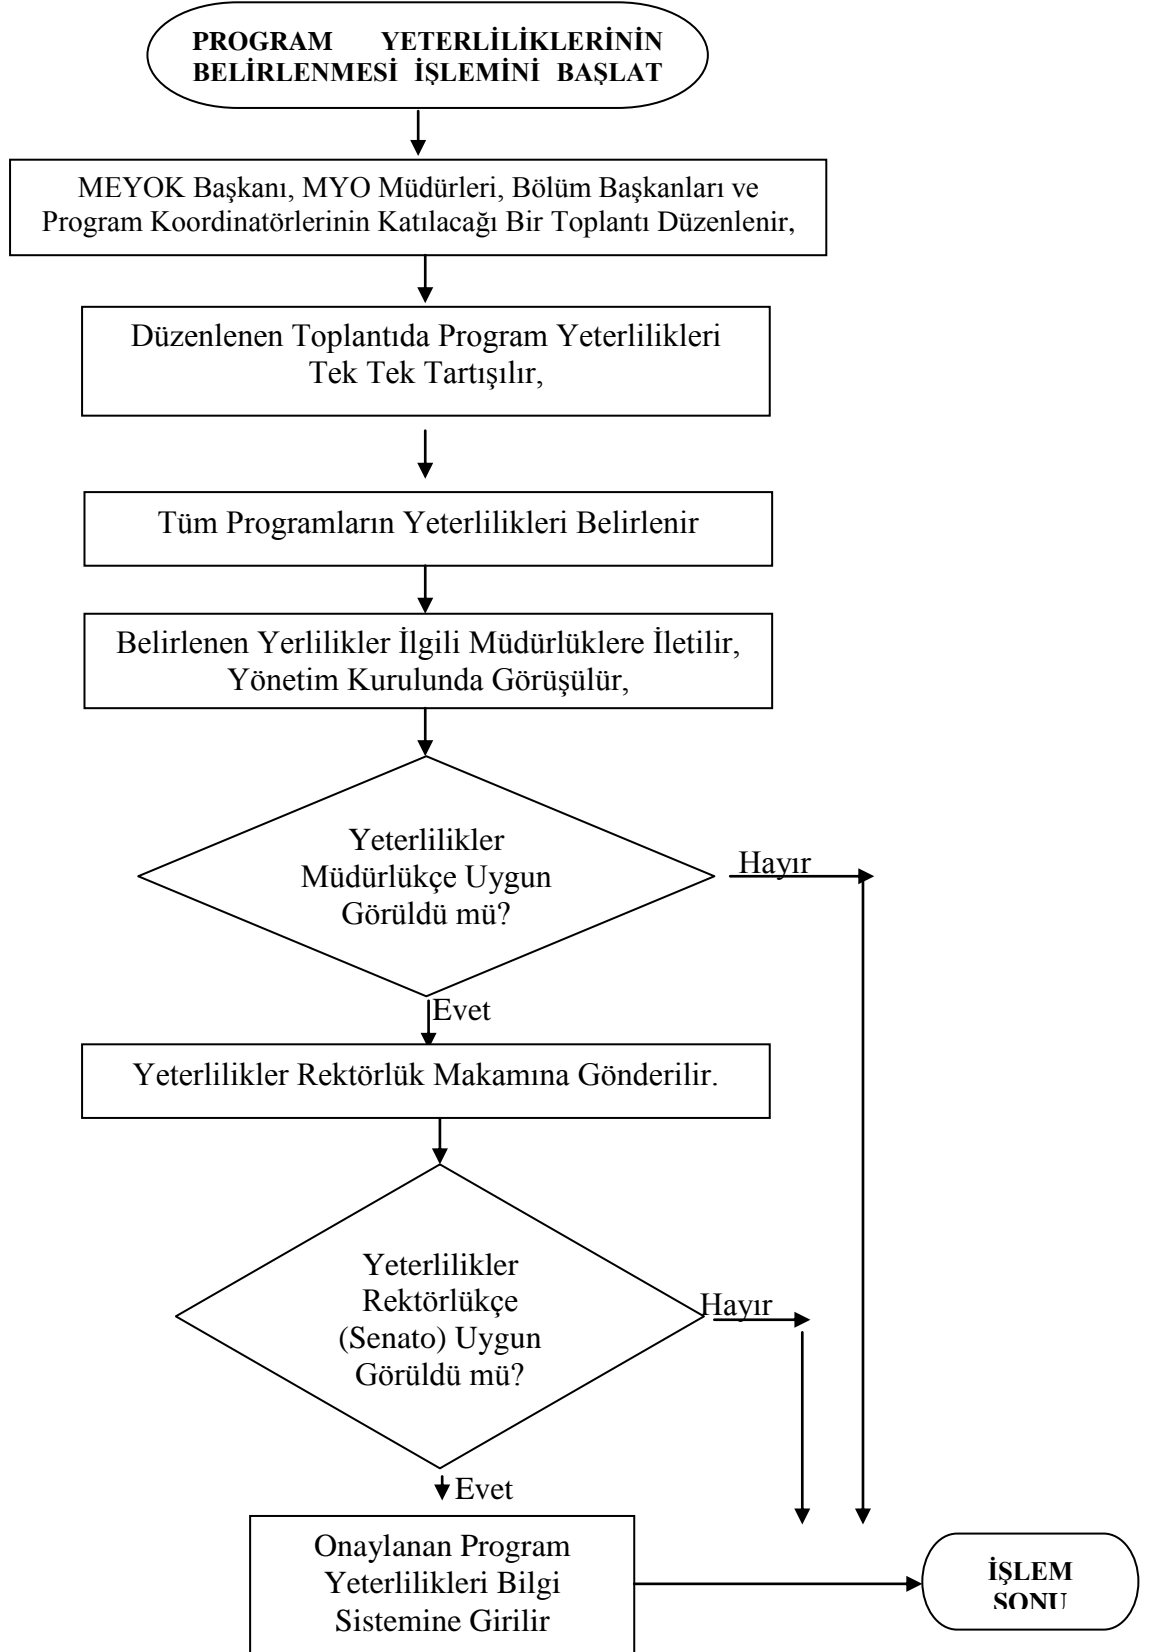 PROGRAM YETERLİLİKLERİNİN
BELİRLENMESİ İŞLEMİNİ BAŞLAT
MEYOK Başkanı, MYO Müdürleri, Bölüm Başkanları ve
Program Koordinatörlerinin Katılacağı Bir Toplantı Düzenlenir,
Düzenlenen Toplantıda Program Yeterlilikleri
Tek Tek Tartışılır,
Tüm Programların Yeterlilikleri Belirlenir
Belirlenen Yerlilikler İlgili Müdürlüklere İletilir,
Yönetim Kurulunda Görüşülür,
Yeterlilikler
Müdürlükçe Uygun
Görüldü mü?
Hayır
Evet
Yeterlilikler Rektörlük Makamına Gönderilir.
Yeterlilikler
Rektörlükçe
(Senato) Uygun
Görüldü mü?
Hayır
Evet
Onaylanan Program
Yeterlilikleri Bilgi
Sistemine Girilir
İŞLEM
SONU